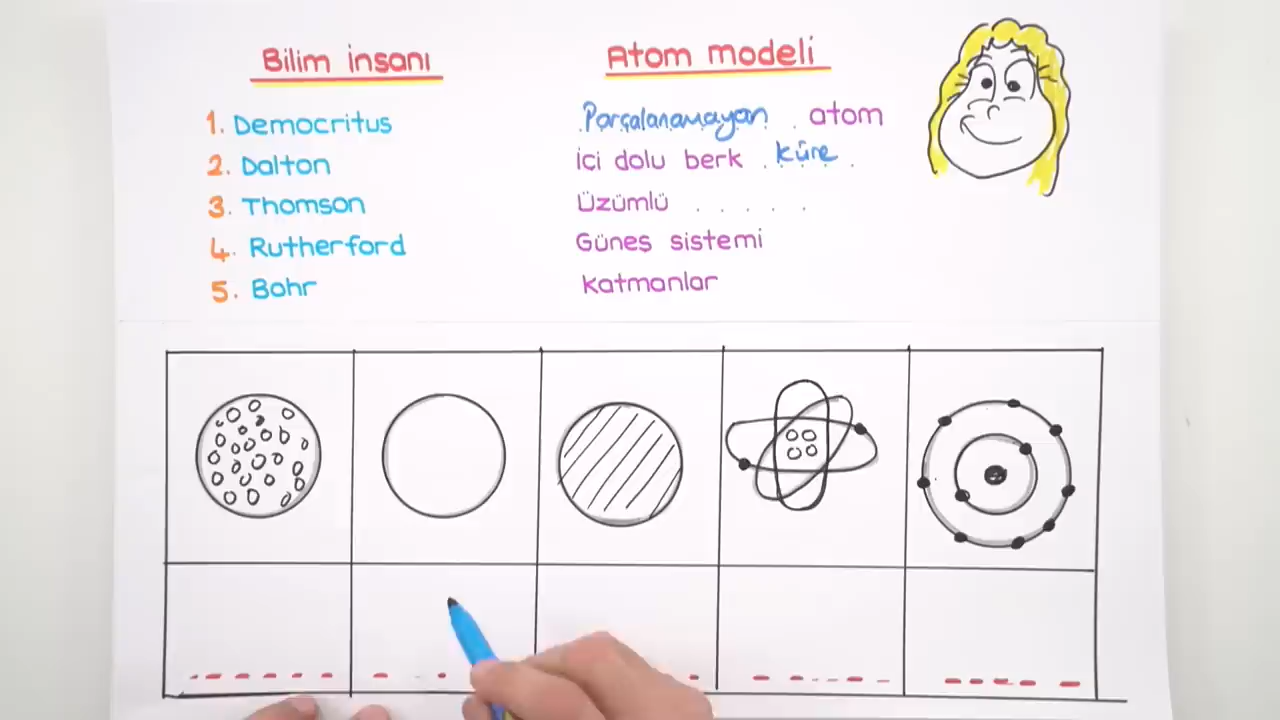 Bilim insanı
Atom modeli
1. Democritus
Parçalanamayan atom
2. Dalton
içi dolu berk küre
3. Thomson
Üzümlü . . . . .
4. Rutherford
Güneş sistemi
5. Bohr
Katmanlar